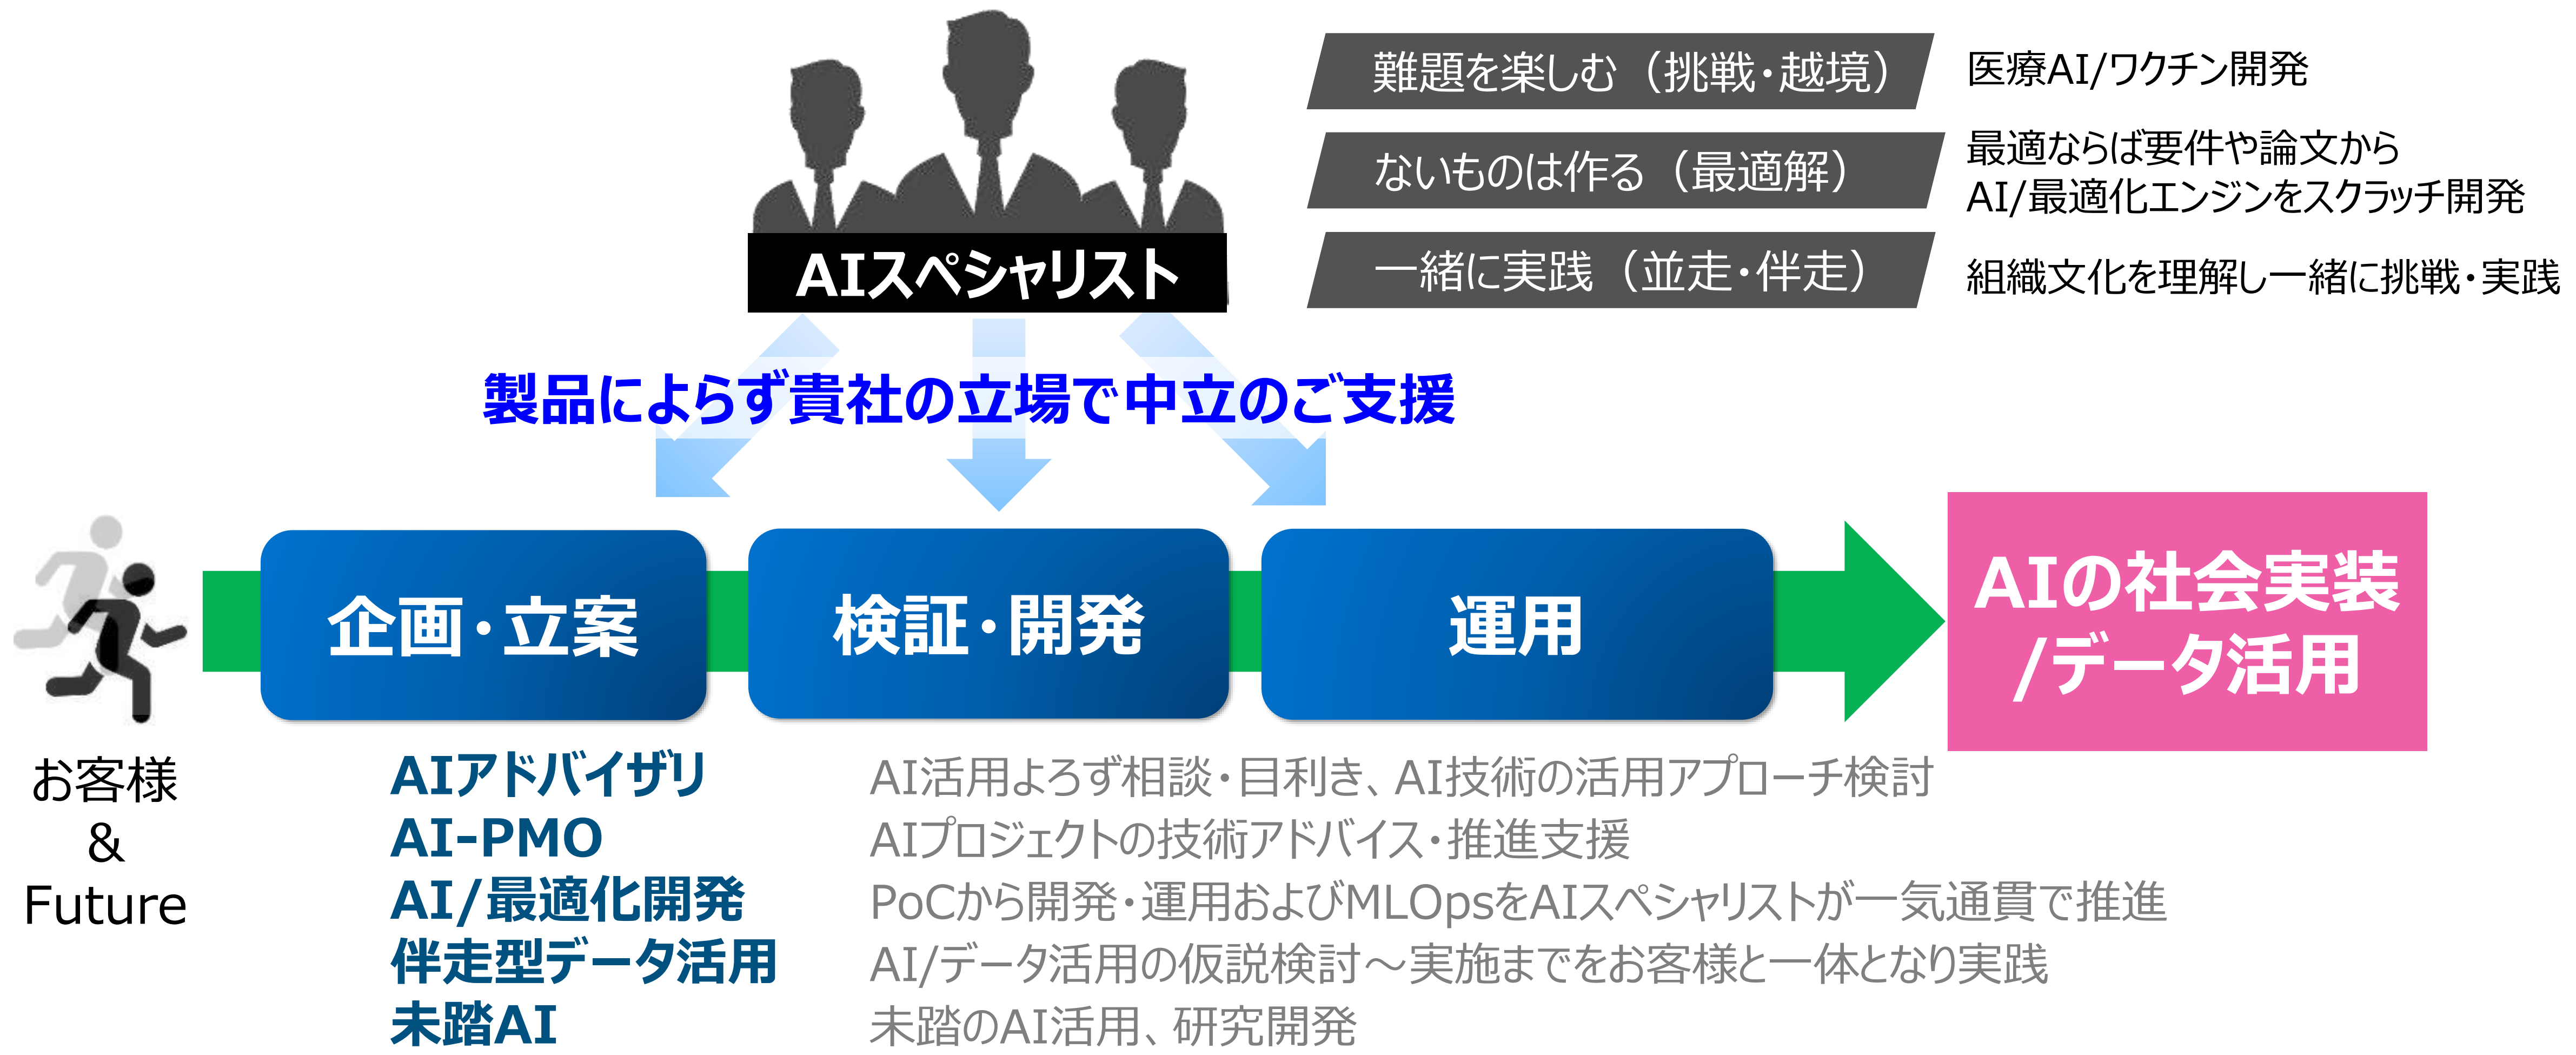 難題を楽しむ（挑戦・越境） 医療AI/ワクチン開発
ないものは作る（最適解） 最適ならば要件や論文から
AI/最適化エンジンをスクラッチ開発
一緒に実践（並走・伴走） 組織文化を理解し一緒に挑戦・実践
AIスペシャリスト
製品によらず貴社の立場で中立のご支援
企画・立案
検証・開発
運用
AIの社会実装
/データ活用
お客様
&
Future
AIアドバイザリ AI活用よろず相談・目利き、AI技術の活用アプローチ検討
AI-PMO AIプロジェクトの技術アドバイス・推進支援
AI/最適化開発 PoCから開発・運用およびMLOpsをAIスペシャリストが一気通貫で推進
伴走型データ活用 AI/データ活用の仮説検討～実施までをお客様と一体となり実践
未踏AI 未踏のAI活用、研究開発